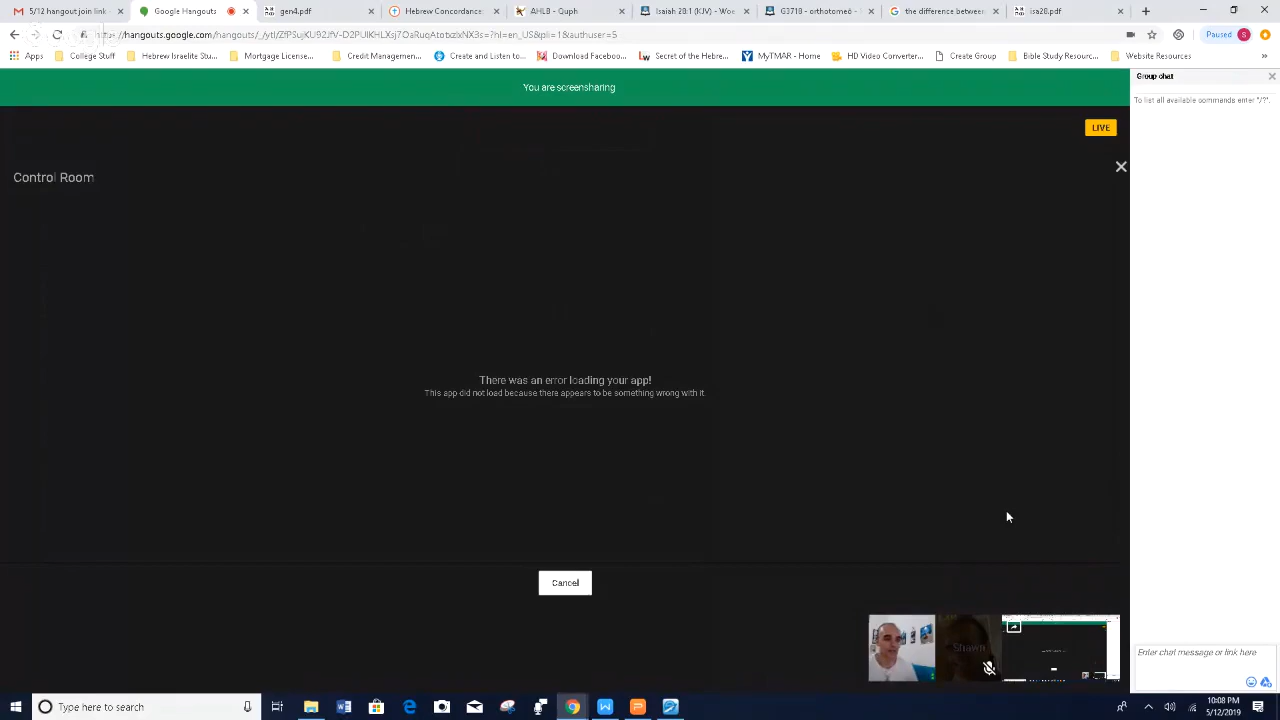 5/12 hangout join link
Google Hangouts
gen4.pdf
Hebrew Concordance:
AHLB - Quph
Isaiah 28:1 (KJV) - Wo
G3718 - orthotomeō -
the difference between
isa28.pdf
Paused
S
Apps
College Stuff
Hebrew Israelite Stu...
Mortgage License...
Credit Managemen...
Create and Listen to...
Download Faceboo...
Secret of the Hebre...
MyTMAR - Home
HD Video Converter...
Create Group
Bible Study Resourc...
Website Resources
»
You are screensharing
Group chat
To list all available commands enter "/?".
LIVE
Control Room
There was an error loading your app!
This app did not load because there appears to be something wrong with it.
Cancel
Shawn
Enter chat message or link here
Type here to search
10:08 PM
5/12/2019